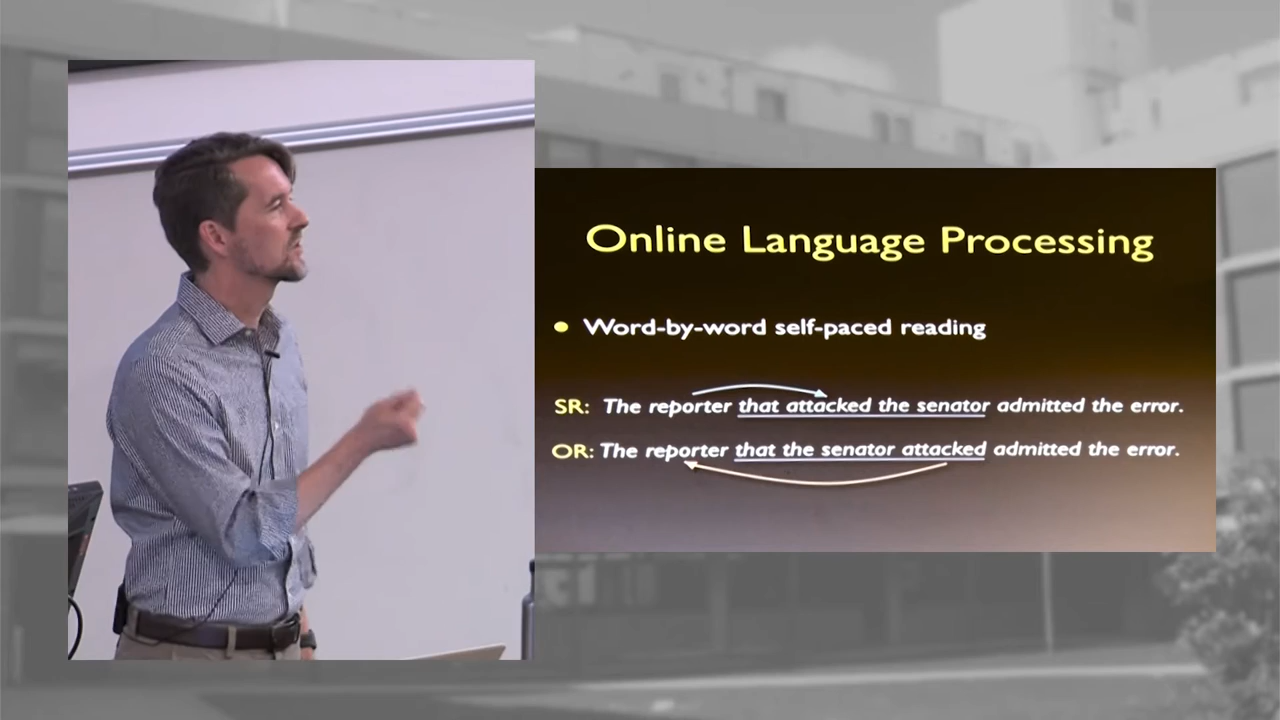 Online Language Processing
Word-by-word self-paced reading
SR: The reporter that attacked the senator admitted the error.
OR: The reporter that the senator attacked admitted the error.